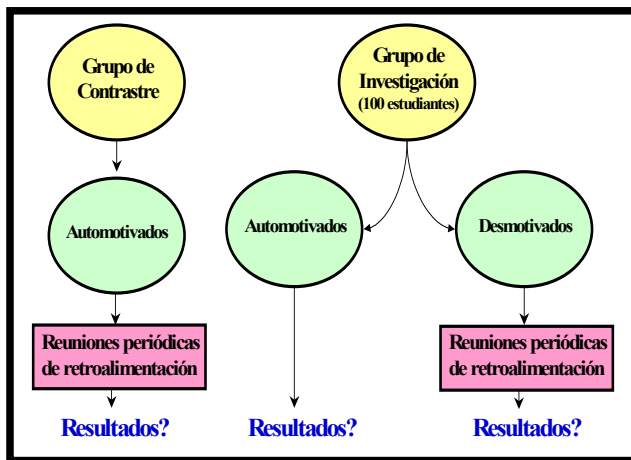 Grupo de
Contrastre
Grupo de
Investigación
(100 estudiantes)
Automotivados
Automotivados
Desmotivados
Reuniones periódicas
de retroalimentación
Reuniones periódicas
de retroalimentación
Resultados?
Resultados?
Resultados?